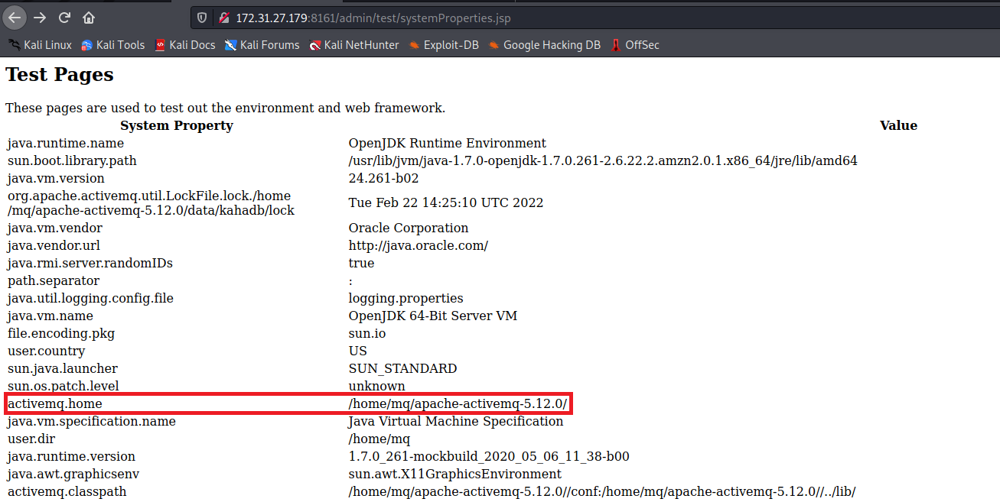 172.31.27.179:8161/admin/test/systemProperties.jsp
Kali Linux Kali Tools Kali Docs Kali Forums Kali NetHunter Exploit-DB Google Hacking DB OffSec
Test Pages
These pages are used to test out the environment and web framework.
System Property Value
java.runtime.name OpenJDK Runtime Environment
sun.boot.library.path /usr/lib/jvm/java-1.7.0-openjdk-1.7.0.261-2.6.22.2.amzn2.0.1.x86_64/jre/lib/amd64
java.vm.version 24.261-b02
org.apache.activemq.util.LockFile.lock./home
/mq/apache-activemq-5.12.0/data/kahadb/lock Tue Feb 22 14:25:10 UTC 2022
java.vm.vendor Oracle Corporation
java.vendor.url http://java.oracle.com/
java.rmi.server.randomIDs true
path.separator :
java.util.logging.config.file logging.properties
java.vm.name OpenJDK 64-Bit Server VM
file.encoding.pkg sun.io
user.country US
sun.java.launcher SUN_STANDARD
sun.os.patch.level unknown
activemq.home /home/mq/apache-activemq-5.12.0/
java.vm.specification.name Java Virtual Machine Specification
user.dir /home/mq
java.runtime.version 1.7.0_261-mockbuild_2020_05_06_11_38-b00
java.awt.graphicsenv sun.awt.X11GraphicsEnvironment
activemq.classpath /home/mq/apache-activemq-5.12.0//conf:/home/mq/apache-activemq-5.12.0//../lib/